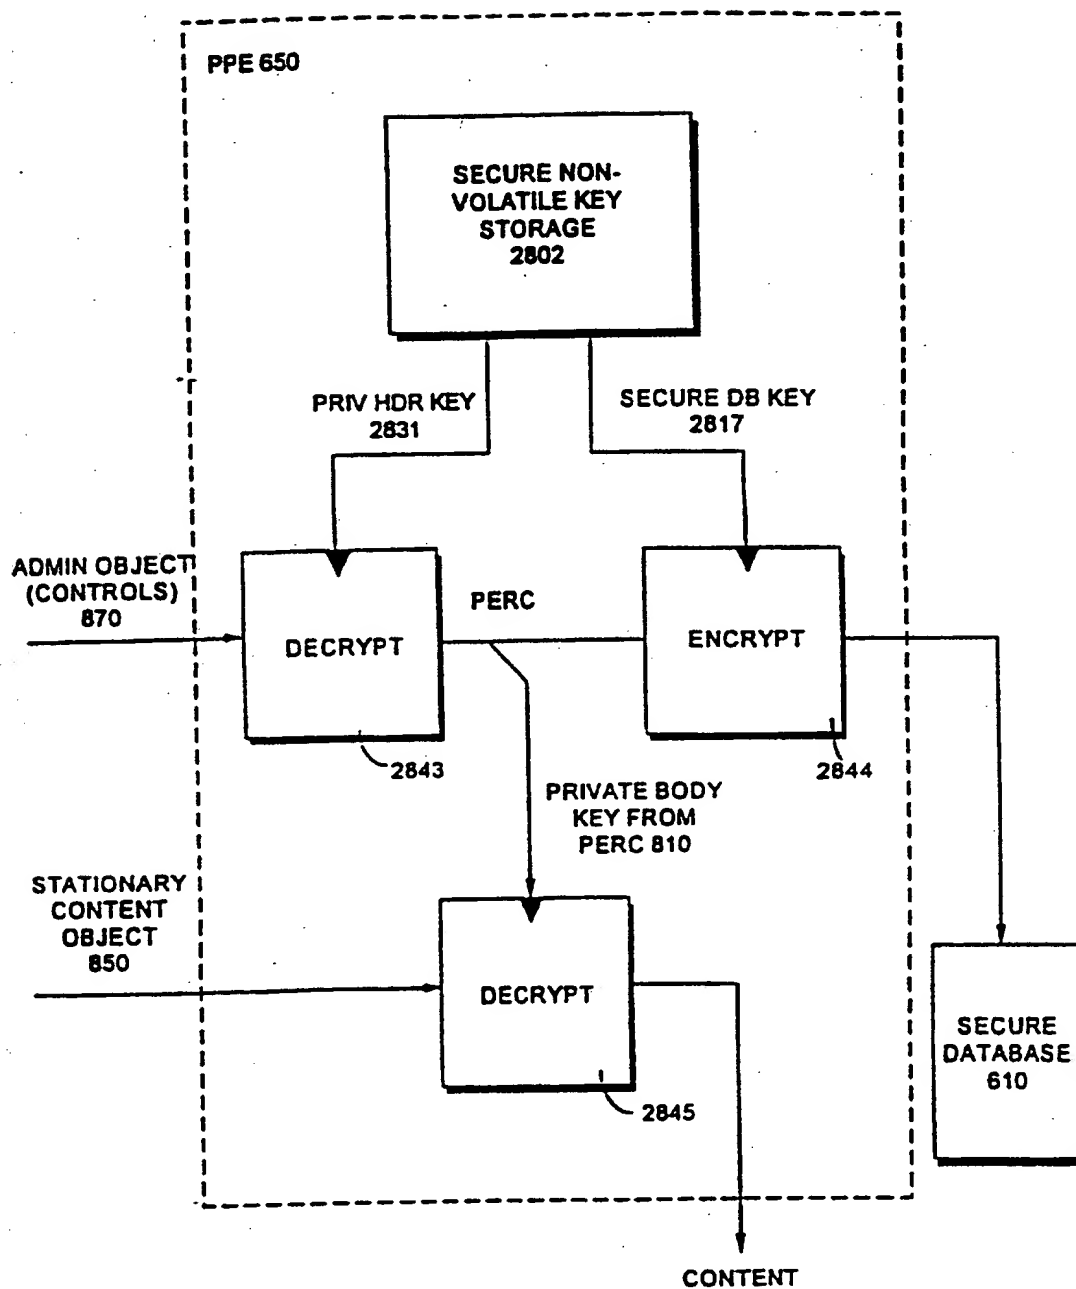 PPE 650
SECURE NON-
VOLATILE KEY
STORAGE
2802
PRIV HDR KEY
2831
SECURE DB KEY
2817
ADMIN OBJECT
(CONTROLS)
870
DECRYPT
PERC
ENCRYPT
2843
2844
PRIVATE BODY
KEY FROM
PERC 810
STATIONARY
CONTENT
OBJECT
850
DECRYPT
2845
SECURE
DATABASE
610
CONTENT